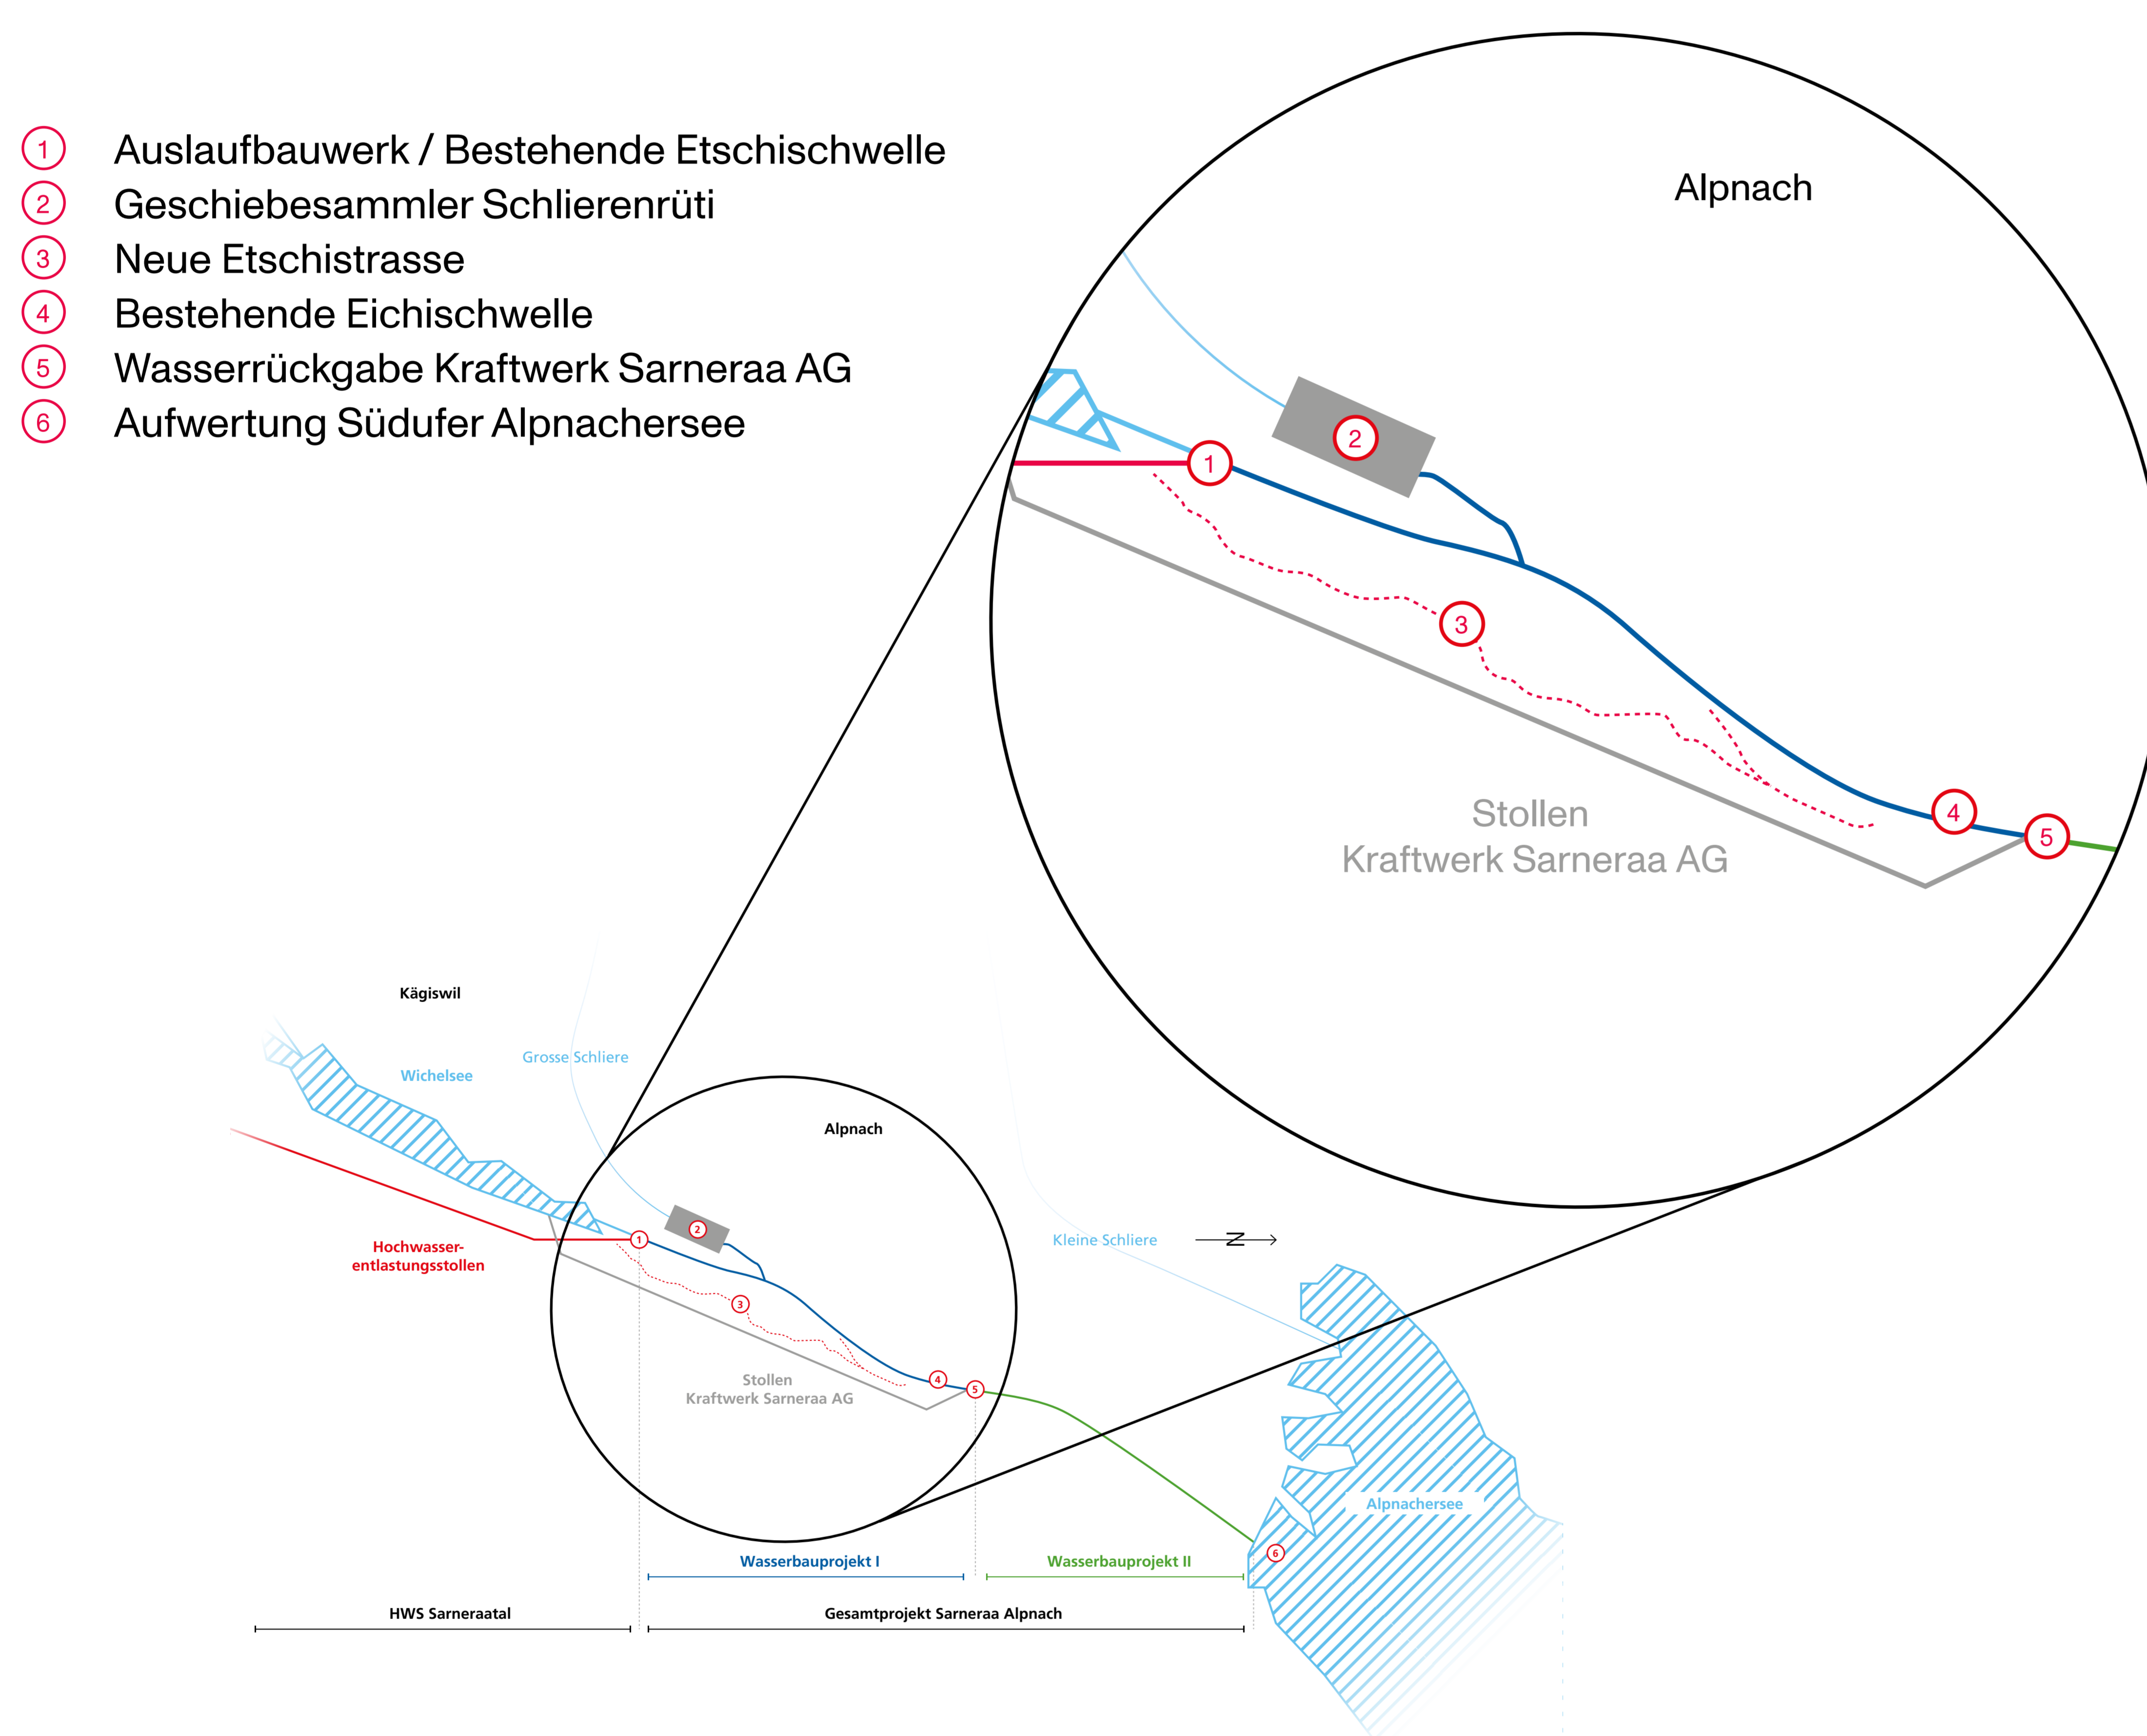 1 Auslaufbauwerk / Bestehende Etschischwelle
2 Geschiebesammler Schlierenrüti
3 Neue Etschistrasse
4 Bestehende Eichischwelle
5 Wasserrückgabe Kraftwerk Sarneraa AG
6 Aufwertung Südufer Alpnachersee
Alpnach
2
1
3
4
5
Stollen
Kraftwerk Sarneraa AG
Kägiswil
Grosse Schliere
Wichelsee
Alpnach
2
1
Kleine Schliere
N
Hochwasser-
entlastungsstollen
3
Stollen
Kraftwerk Sarneraa AG
4
5
Alpnachersee
6
Wasserbauprojekt I
Wasserbauprojekt II
HWS Sarneraatal
Gesamtprojekt Sarneraa Alpnach